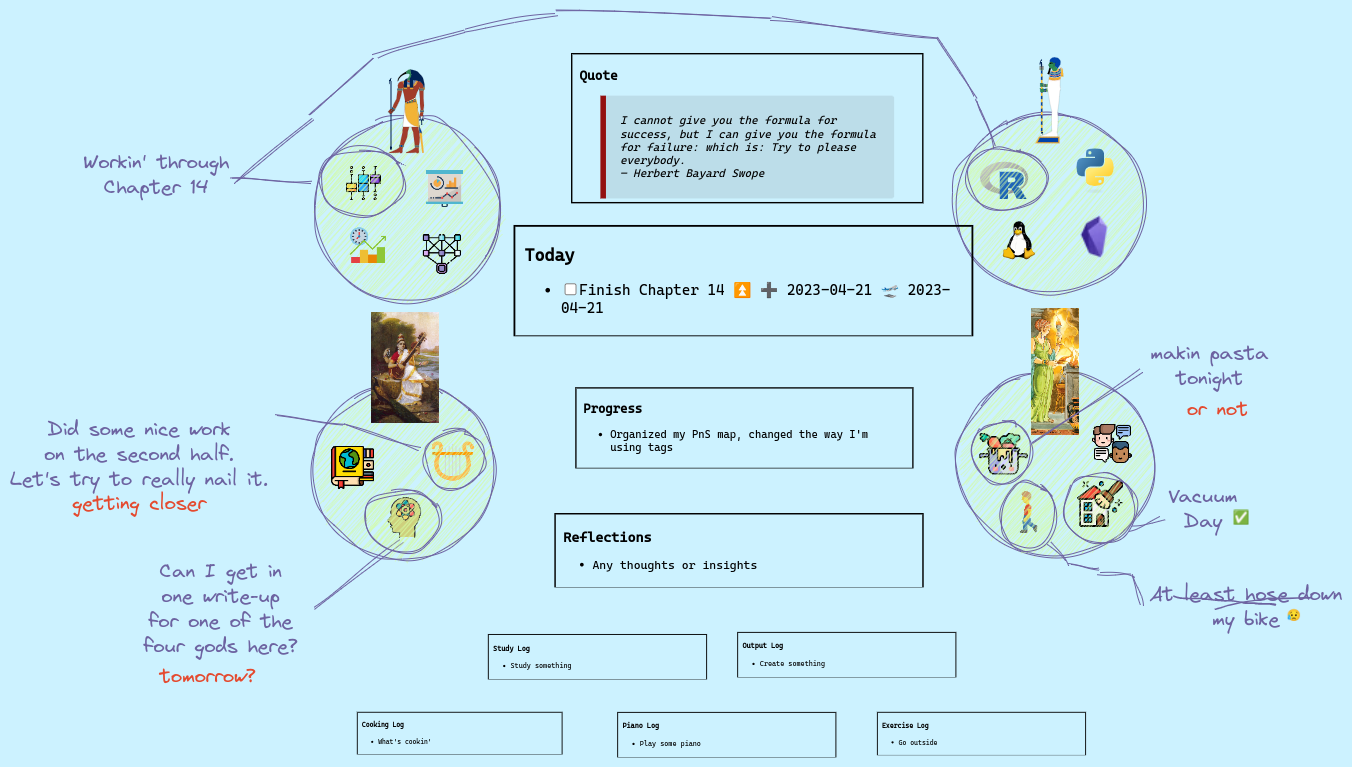 Quote
I cannot give you the formula for
success, but I can give you the formula
for failure: which is: Try to please
everybody.
— Herbert Bayard Swope
Workin' through
Chapter 14
R
Today
• Finish Chapter 14 ⏫ ➕ 2023-04-21 🛫 2023-
04-21
makin pasta
tonight
or not
Progress
• Organized my PnS map, changed the way I'm
using tags
Did some nice work
on the second half.
Let's try to really nail it.
getting closer
Vacuum
Day ✅
Reflections
• Any thoughts or insights
Can I get in
one write-up
for one of the
four gods here?
tomorrow?
At least hose down
my bike 😥
Study Log
• Study something
Output Log
• Create something
Cooking Log
• What's cookin'
Piano Log
• Play some piano
Exercise Log
• Go outside